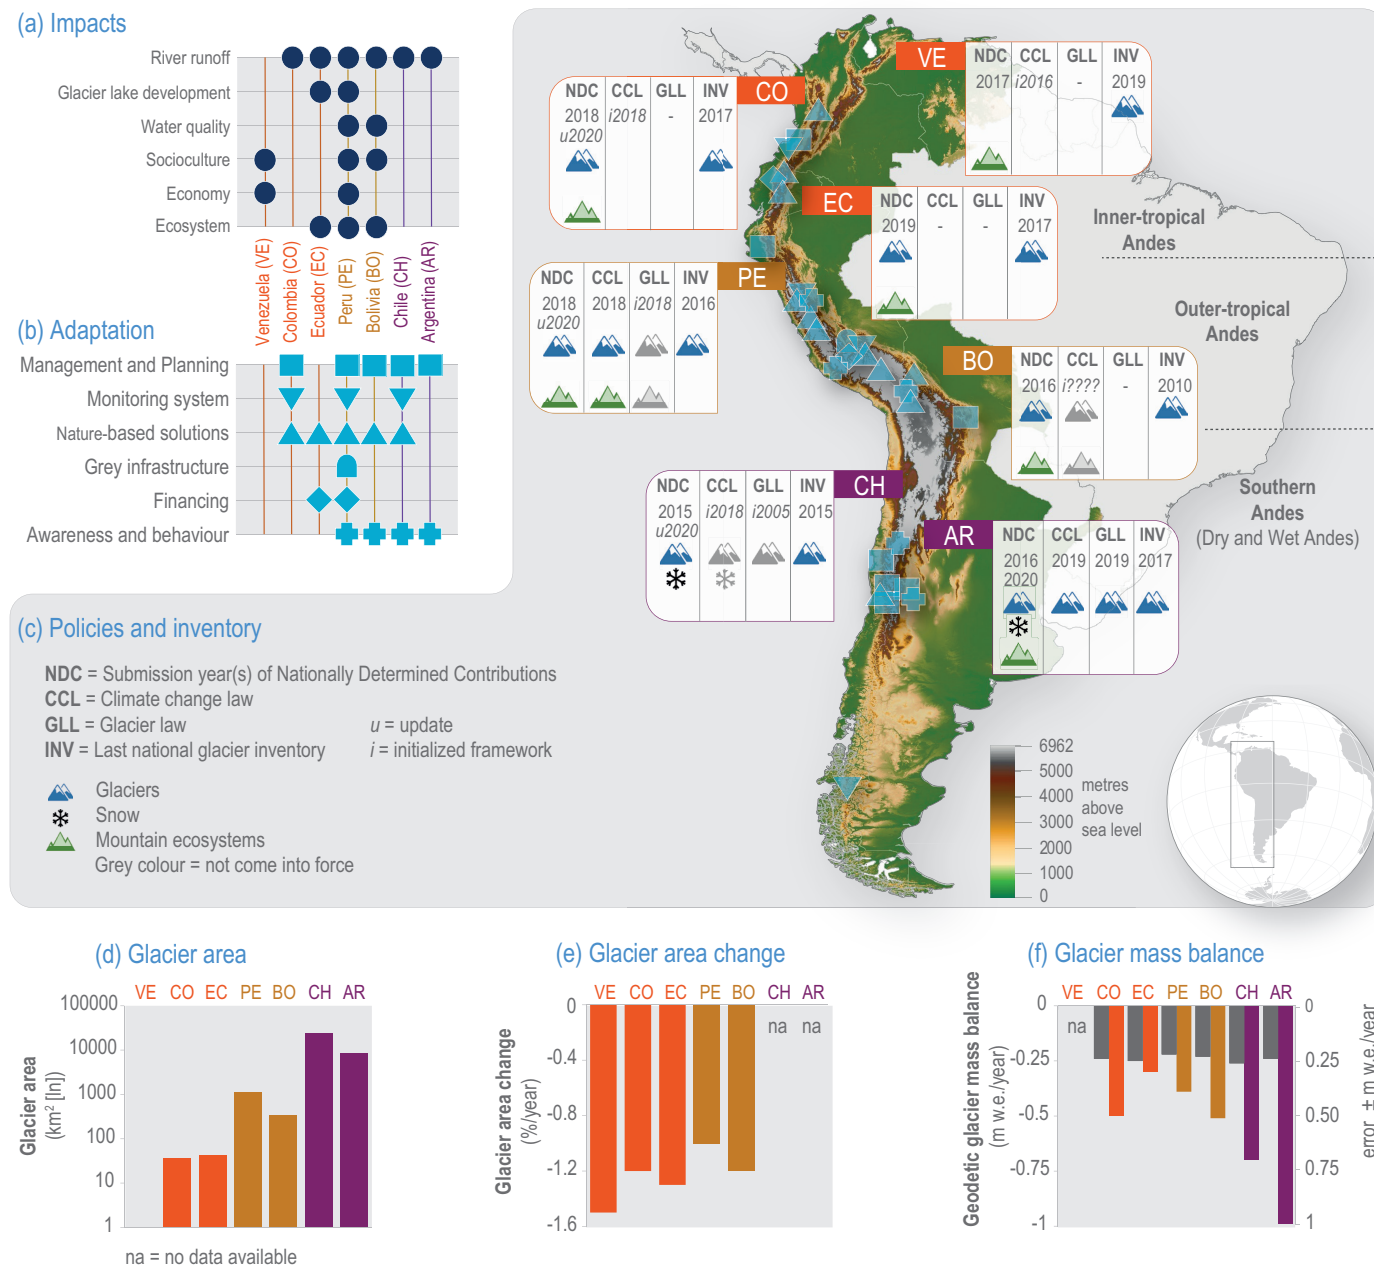 (a) Impacts
River runoff
Glacier lake development
Water quality
Socioculture
Economy
Ecosystem
Venezuela (VE)
Colombia (CO)
Ecuador (EC)
Peru (PE)
Bolivia (BO)
Chile (CH)
Argentina (AR)
(b) Adaptation
Management and Planning
Monitoring system
Nature-based solutions
Grey infrastructure
Financing
Awareness and behaviour
VE
NDC CCL GLL INV
2017 i2016 - 2019
CO
NDC CCL GLL INV
2018 i2018 - 2017
u2020
EC
NDC CCL GLL INV
2019 - - 2017
PE
NDC CCL GLL INV
2018 2018 i2018 2016
u2020
BO
NDC CCL GLL INV
2016 i???? - 2010
CH
NDC CCL GLL INV
2015 i2018 i2005 2015
u2020
AR
NDC CCL GLL INV
2016 2019 2019 2017
2020
Inner-tropical
Andes
Outer-tropical
Andes
Southern
Andes
(Dry and Wet Andes)
(c) Policies and inventory
NDC = Submission year(s) of Nationally Determined Contributions
CCL = Climate change law
GLL = Glacier law u = update
INV = Last national glacier inventory i = initialized framework
Glaciers
Snow
Mountain ecosystems
Grey colour = not come into force
6962
5000
4000
3000
2000
1000
0
metres
above
sea level
(d) Glacier area
VE CO EC PE BO CH AR
100000
10000
1000
100
10
1
Glacier area
(km² [ln])
na = no data available
(e) Glacier area change
VE CO EC PE BO CH AR
0
-0.4
-0.8
-1.2
-1.6
na na
Glacier area change
(%/year)
(f) Glacier mass balance
VE CO EC PE BO CH AR
0
-0.25
-0.5
-0.75
-1
na
0
0.25
0.50
0.75
1
Geodetic glacier mass balance
(m w.e./year)
error ± m w.e./year